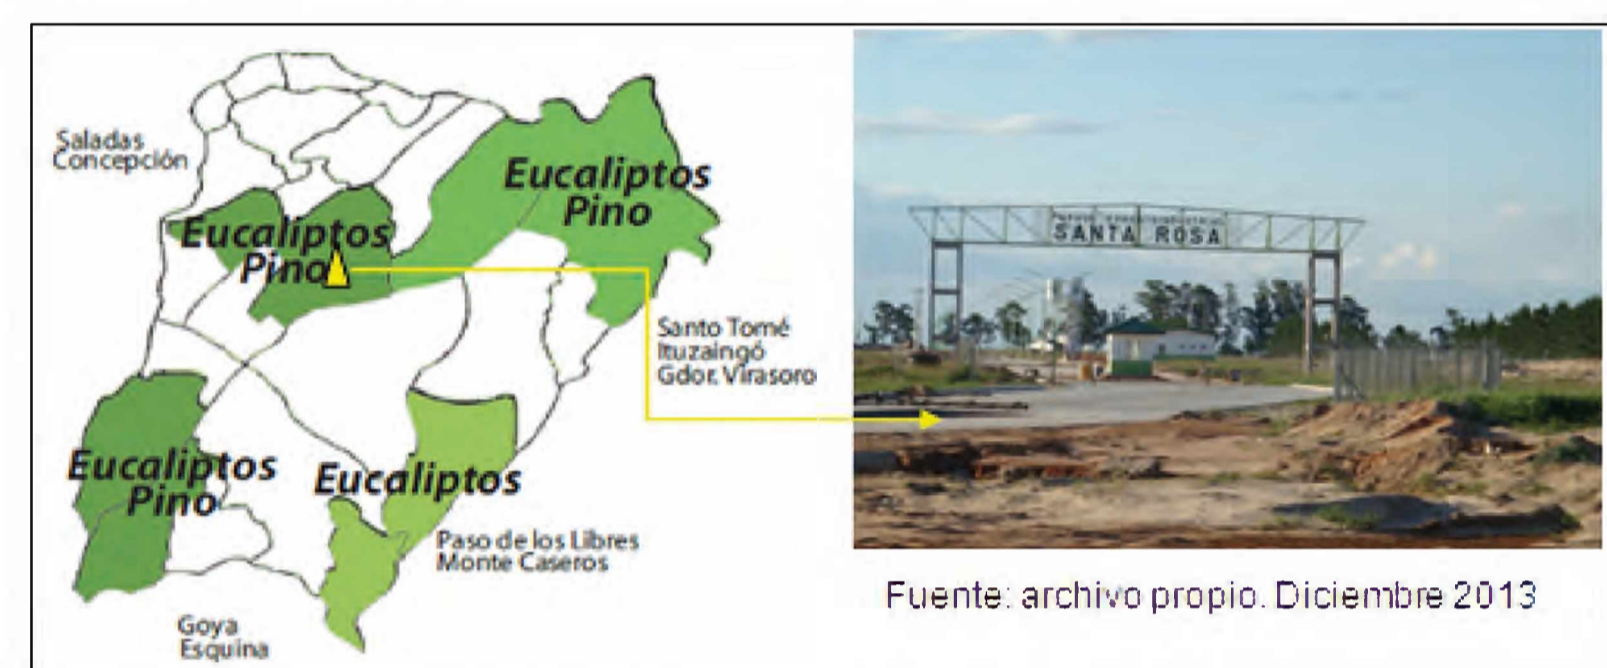 Saladas
Concepción
Eucaliptos
Pino
Eucaliptos
Pino
Santo Tomé
Ituzaingó
Gdor. Virasoro
Eucaliptos
Pino
Eucaliptos
Paso de los Libres
Monte Caseros
Goya
Esquina
SANTA ROSA
Fuente: archivo propio. Diciembre 2013